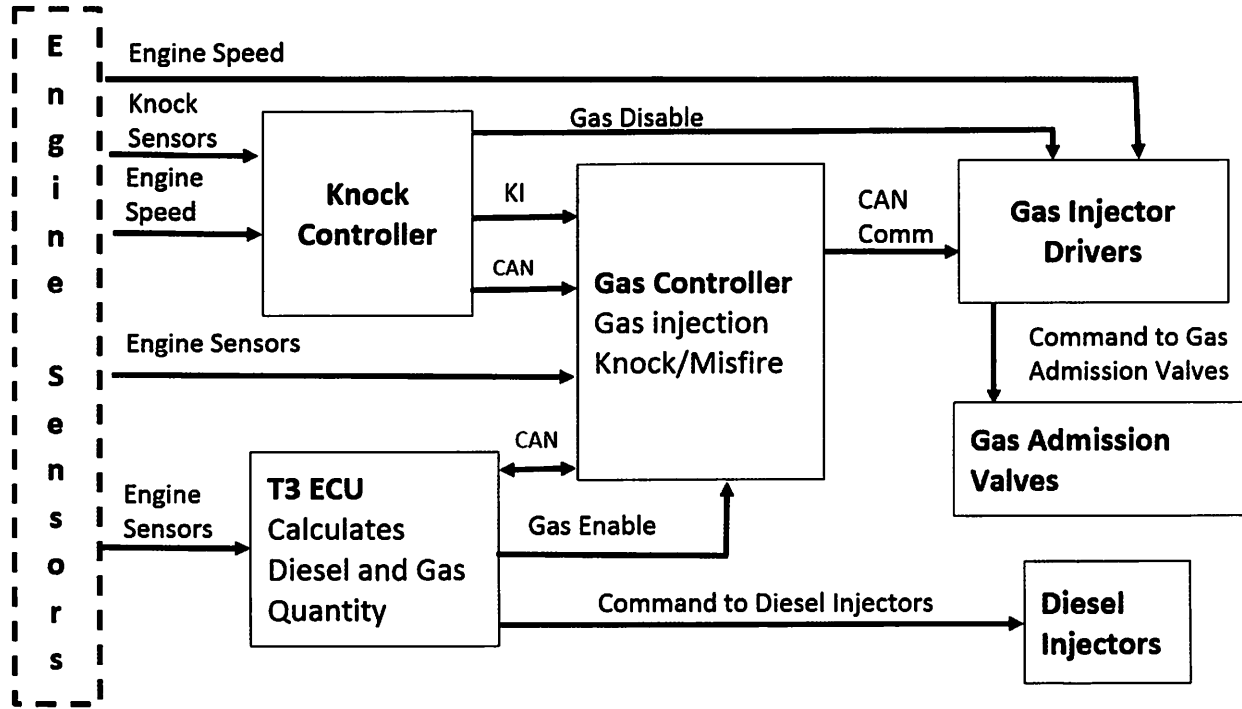 Engine Sensors
Engine Speed
Knock
Sensors
Engine
Speed
Knock
Controller
Gas Disable
KI
CAN
Gas Controller
Gas injection
Knock/Misfire
CAN
Comm
Gas Injector
Drivers
Command to Gas
Admission Valves
Gas Admission
Valves
Engine Sensors
CAN
Engine
Sensors
T3 ECU
Calculates
Diesel and Gas
Quantity
Gas Enable
Command to Diesel Injectors
Diesel
Injectors